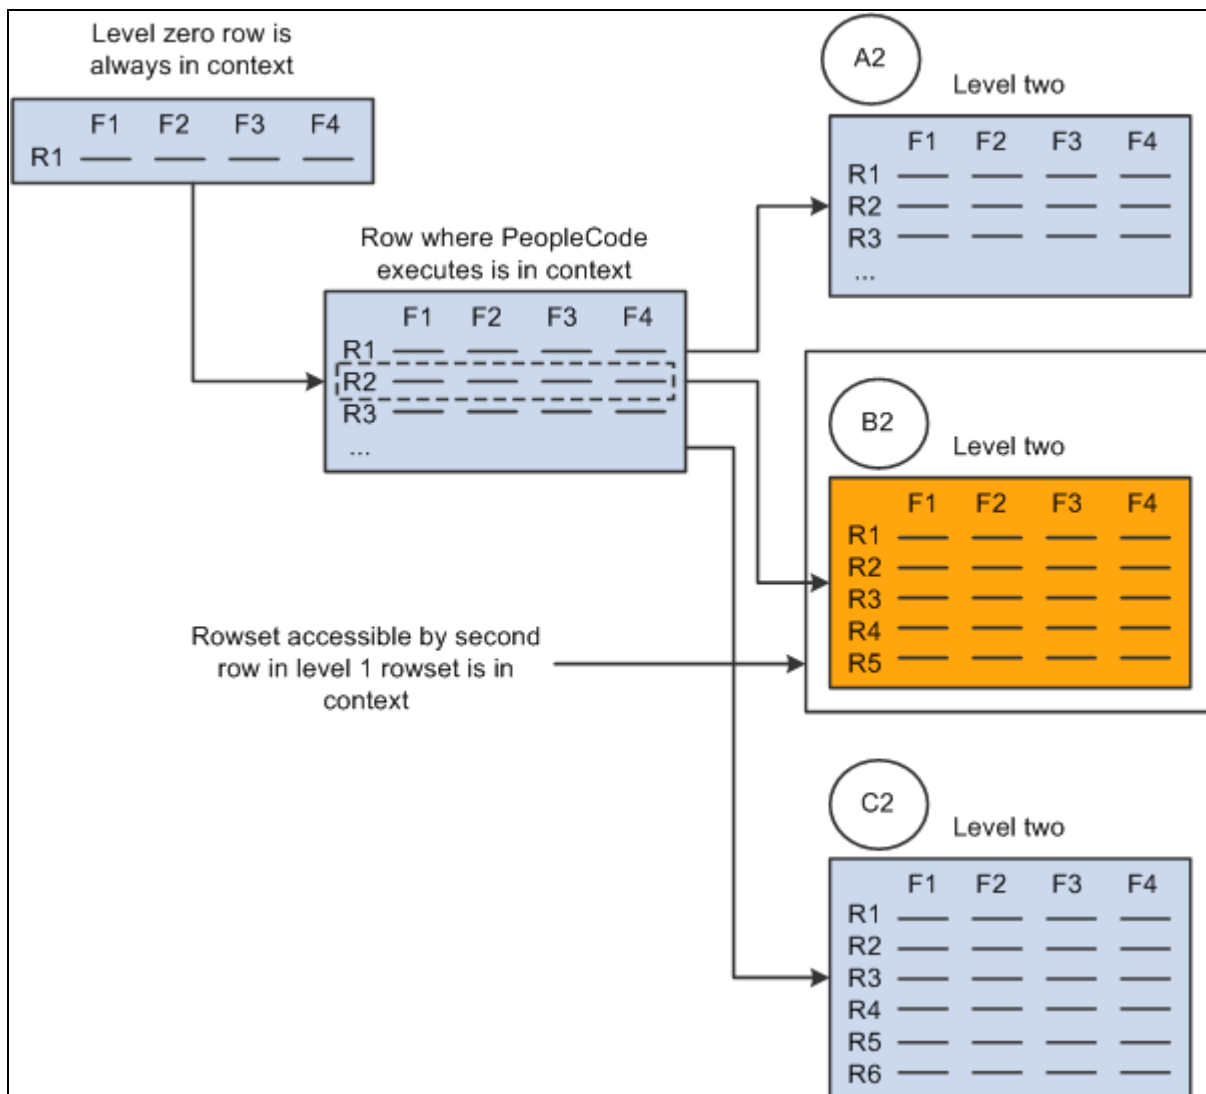 Level zero row is
always in context
F1 F2 F3 F4
R1
Row where PeopleCode
executes is in context
F1 F2 F3 F4
R1
R2
R3
...
A2
Level two
F1 F2 F3 F4
R1
R2
R3
...
B2
Level two
F1 F2 F3 F4
R1
R2
R3
R4
R5
Rowset accessible by second
row in level 1 rowset is in
context
C2
Level two
F1 F2 F3 F4
R1
R2
R3
R4
R5
R6